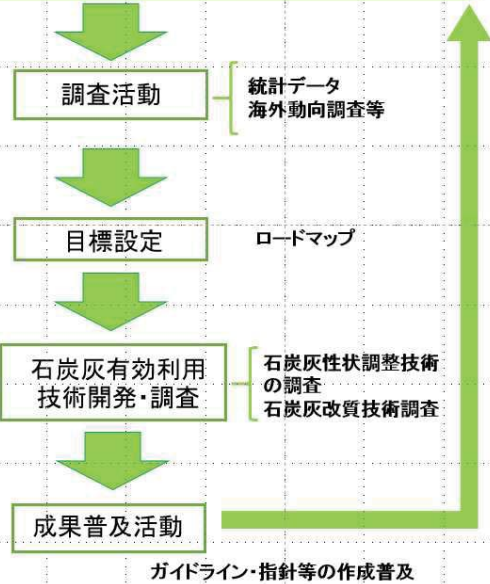 調査活動
統計データ
海外動向調査等
目標設定
ロードマップ
石炭灰有効利用
技術開発・調査
石炭灰性状調整技術
の調査
石炭灰改質技術調査
成果普及活動
ガイドライン・指針等の作成普及